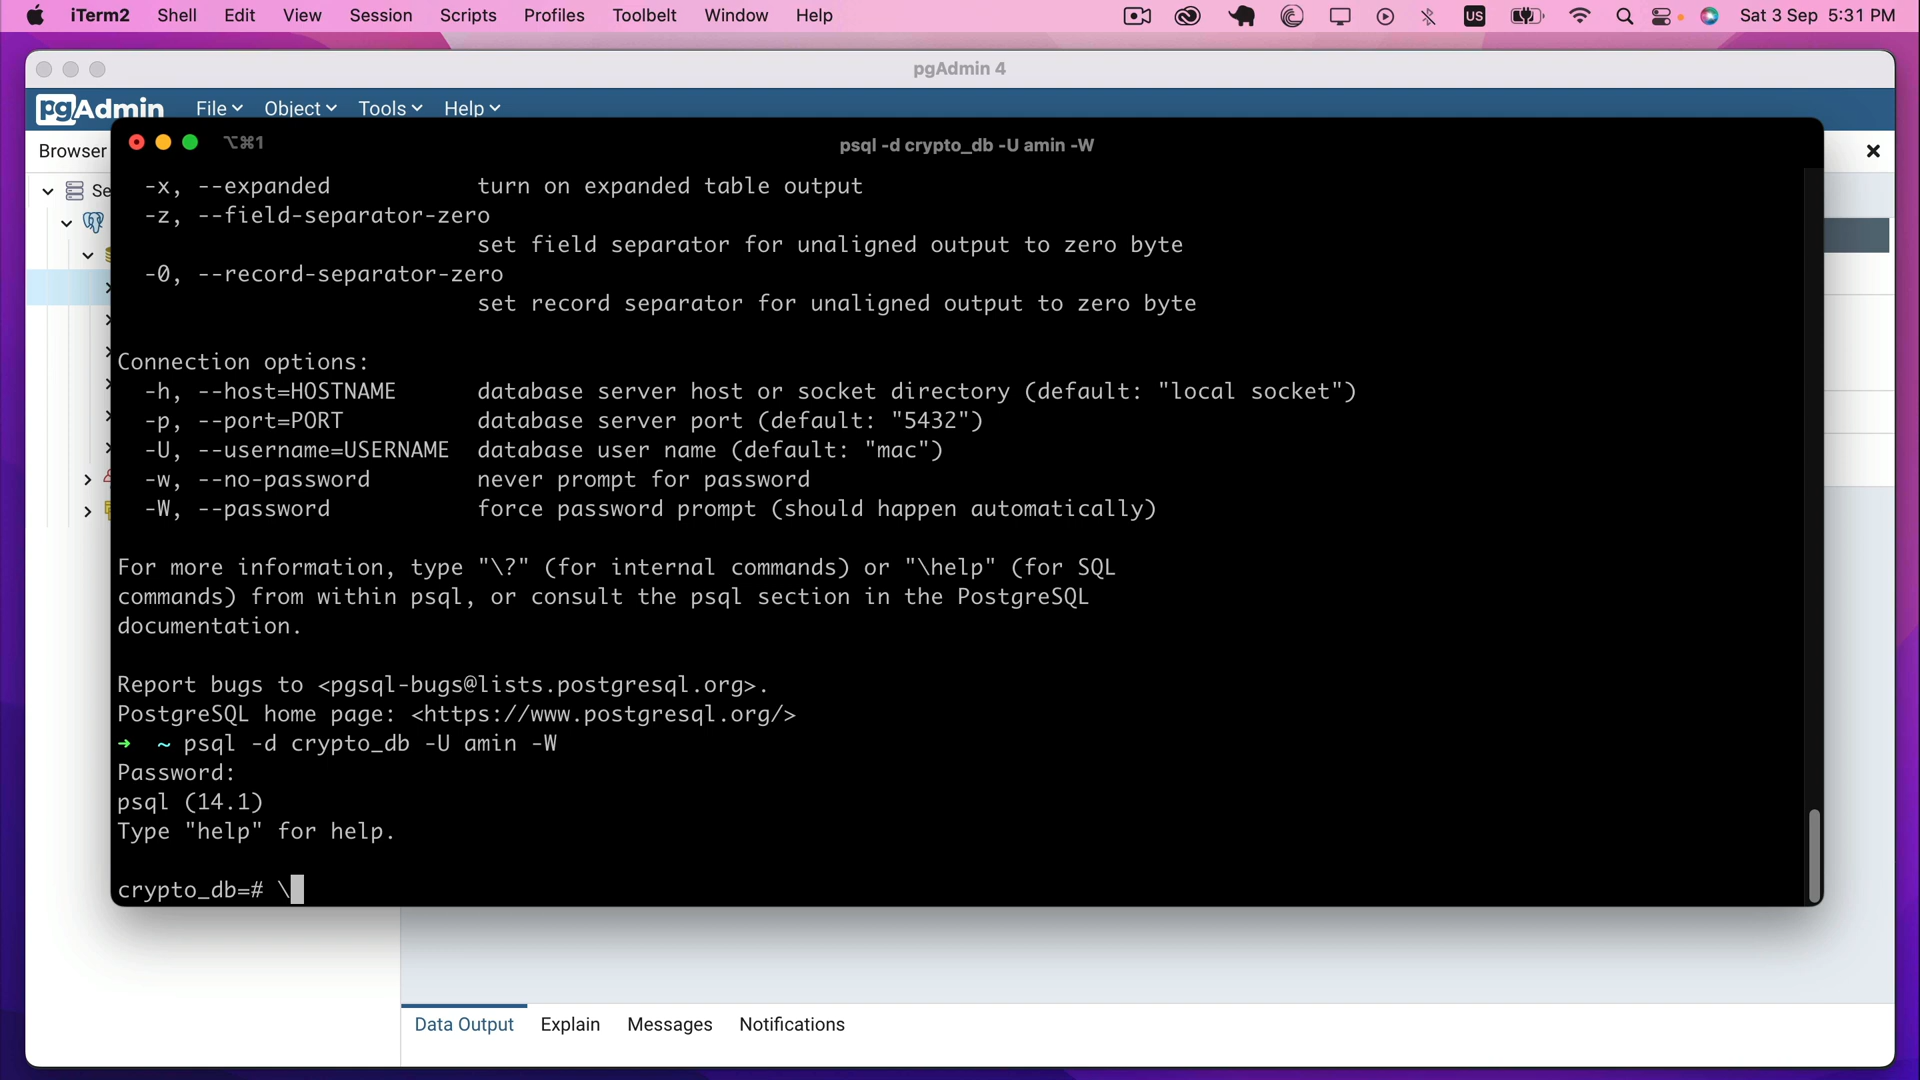 iTerm2 Shell Edit View Session Scripts Profiles Toolbelt Window Help US Sat 3 Sep 5:31 PM
pgAdmin 4
pgAdmin File Object Tools Help
Browser
⌥⌘1 psql -d crypto_db -U amin -W
Se
-x, --expanded turn on expanded table output
-z, --field-separator-zero
set field separator for unaligned output to zero byte
-0, --record-separator-zero
set record separator for unaligned output to zero byte
Connection options:
-h, --host=HOSTNAME database server host or socket directory (default: "local socket")
-p, --port=PORT database server port (default: "5432")
-U, --username=USERNAME database user name (default: "mac")
-w, --no-password never prompt for password
-W, --password force password prompt (should happen automatically)
For more information, type "\?" (for internal commands) or "\help" (for SQL
commands) from within psql, or consult the psql section in the PostgreSQL
documentation.
Report bugs to <pgsql-bugs@lists.postgresql.org>.
PostgreSQL home page: <https://www.postgresql.org/>
→ ~ psql -d crypto_db -U amin -W
Password:
psql (14.1)
Type "help" for help.
crypto_db=# \
Data Output Explain Messages Notifications